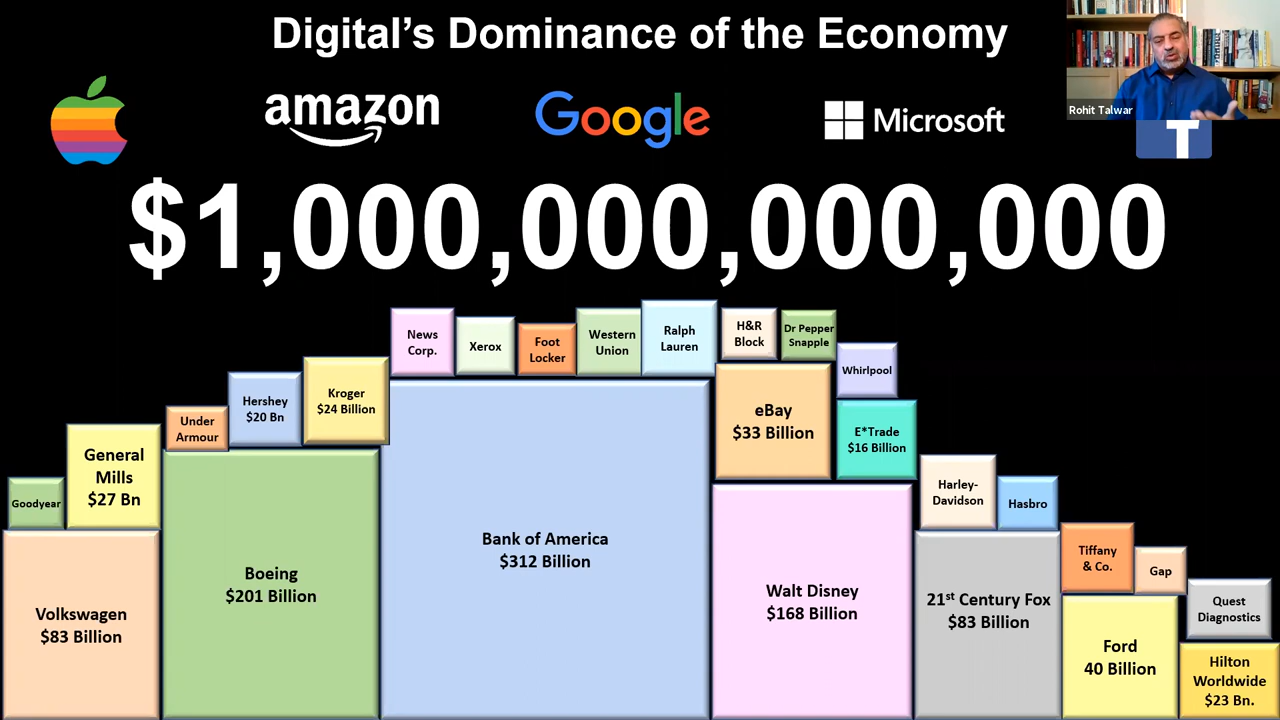 Digital's Dominance of the Economy
Rohit Talwar
amazon
Google
Microsoft
T
$1,000,000,000,000
News
Corp.
Xerox
Foot
Locker
Western
Union
Ralph
Lauren
H&R
Block
Dr Pepper
Snapple
Whirlpool
Kroger
$24 Billion
Hershey
$20 Bn
Under
Armour
General
Mills
$27 Bn
Goodyear
eBay
$33 Billion
E*Trade
$16 Billion
Harley-
Davidson
Hasbro
Tiffany
& Co.
Gap
Quest
Diagnostics
Volkswagen
$83 Billion
Boeing
$201 Billion
Bank of America
$312 Billion
Walt Disney
$168 Billion
21st Century Fox
$83 Billion
Ford
40 Billion
Hilton
Worldwide
$23 Bn.